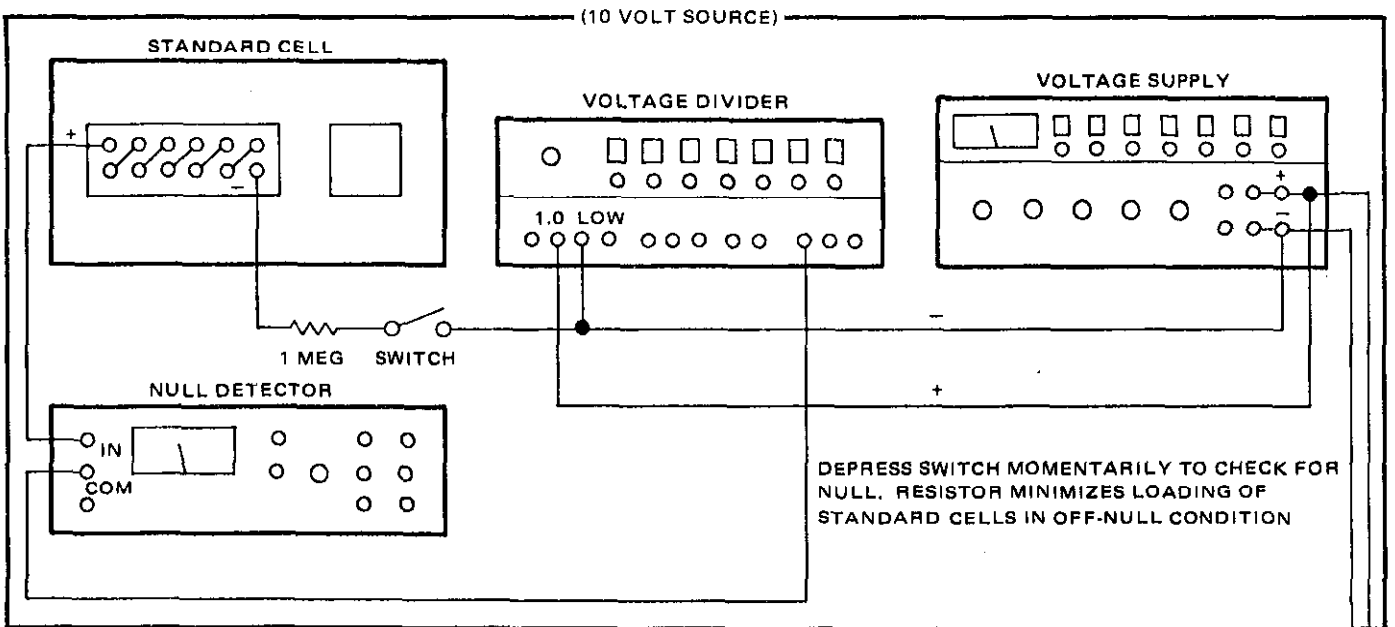 (10 VOLT SOURCE)
STANDARD CELL
VOLTAGE DIVIDER
VOLTAGE SUPPLY
+
−
+
−
1.0 LOW
1 MEG SWITCH
−
+
NULL DETECTOR
IN
COM
DEPRESS SWITCH MOMENTARILY TO CHECK FOR
NULL. RESISTOR MINIMIZES LOADING OF
STANDARD CELLS IN OFF-NULL CONDITION